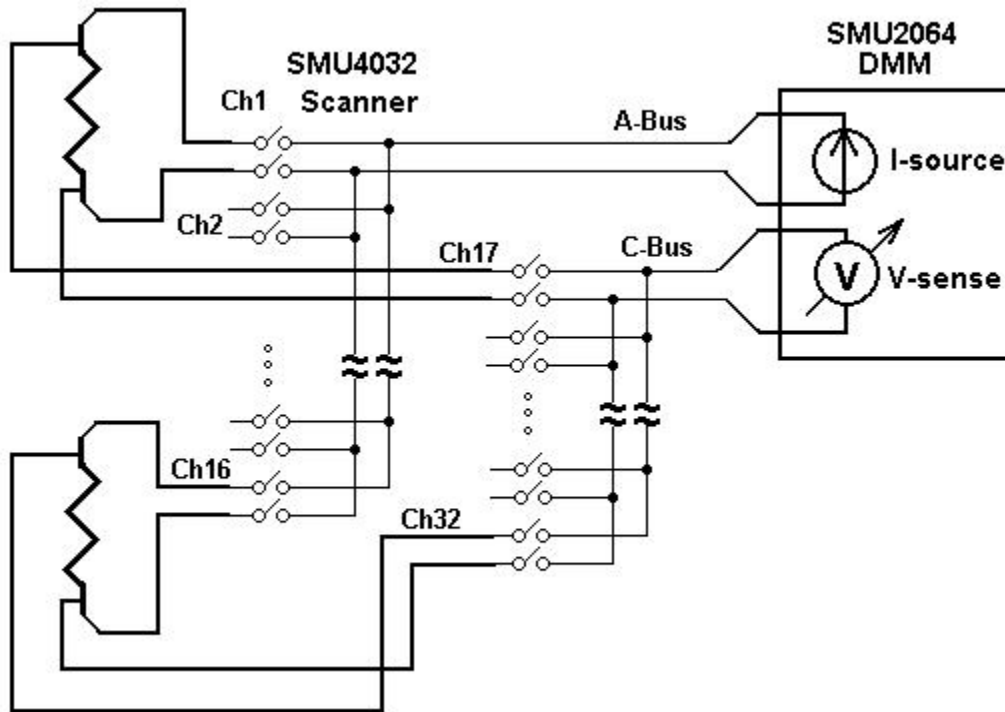 SMU2064
DMM
SMU4032
Scanner
Ch1
A-Bus
I-source
Ch2
Ch17
C-Bus
V
V-sense
Ch16
Ch32